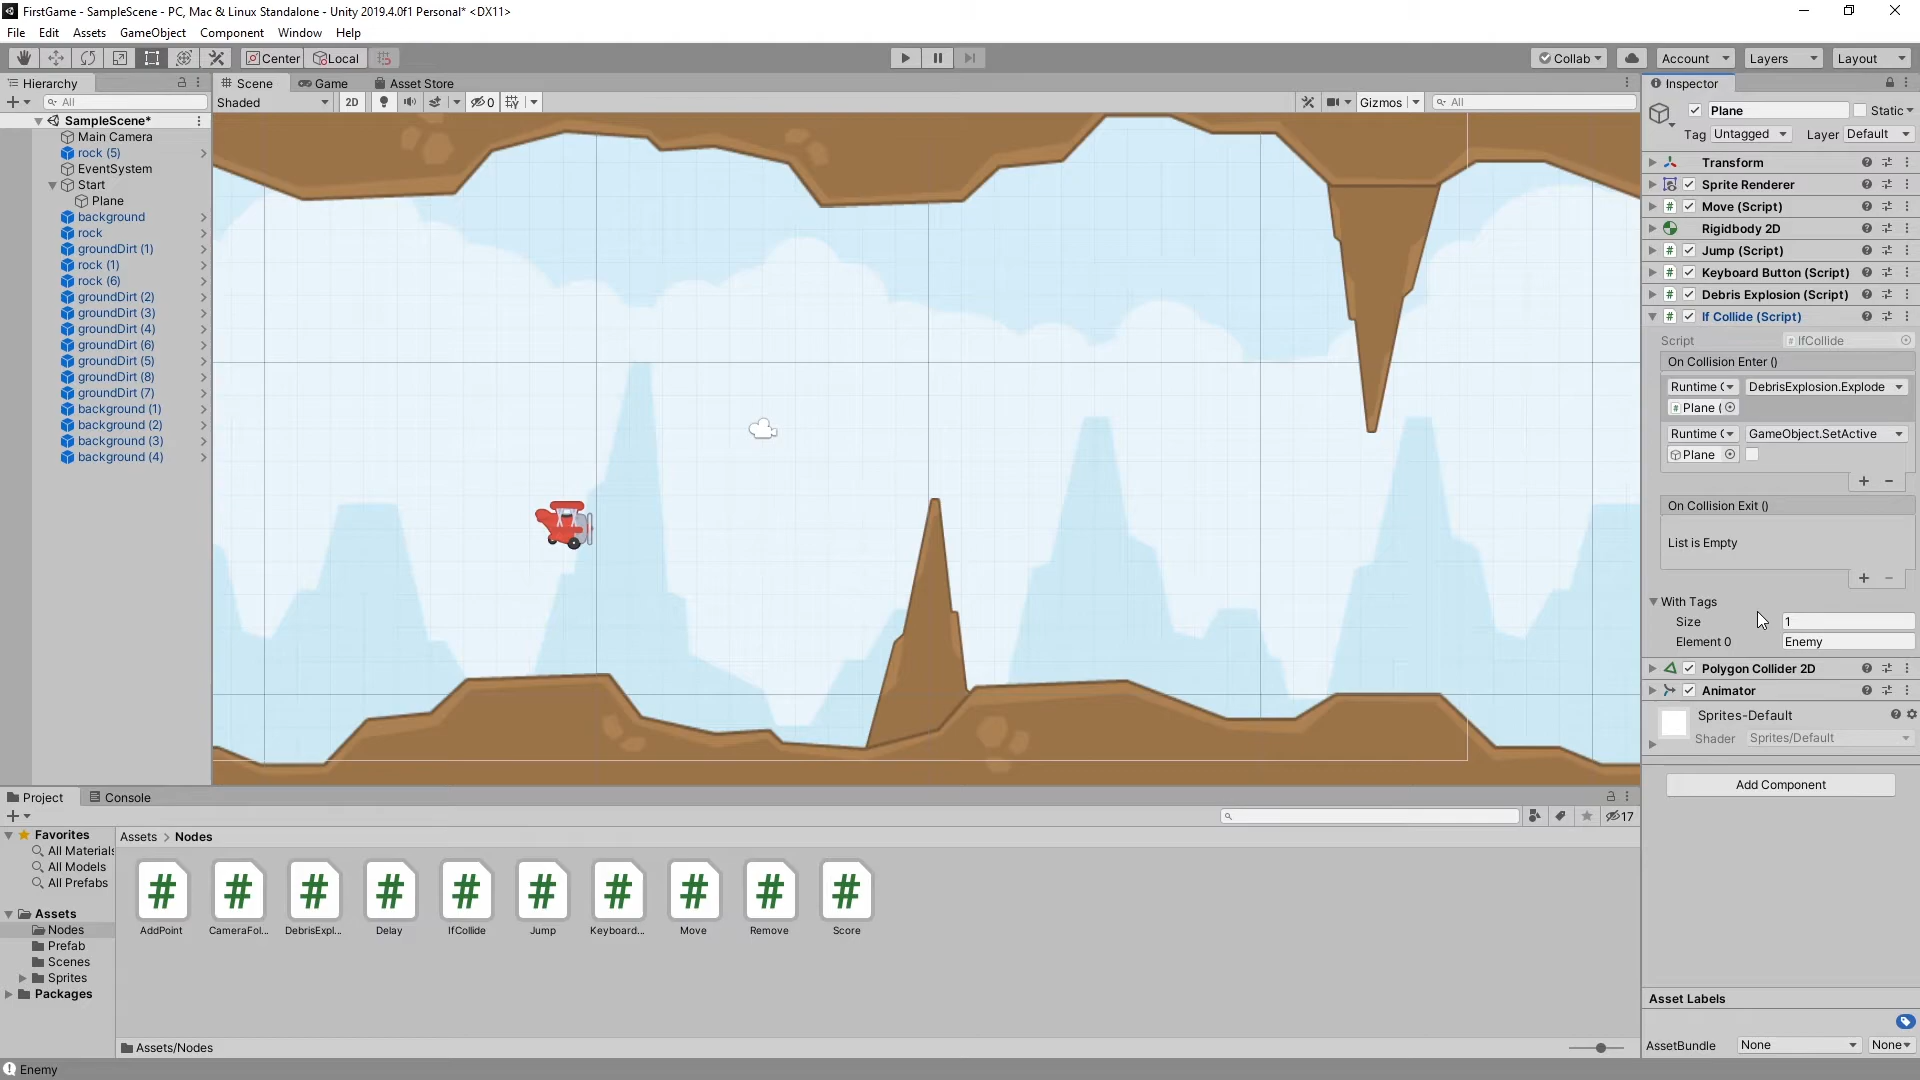 FirstGame - SampleScene - PC, Mac & Linux Standalone - Unity 2019.4.0f1 Personal* <DX11>
File Edit Assets GameObject Component Window Help
Center Local Collab Account Layers Layout
Hierarchy
All
SampleScene*
Main Camera
rock (5)
EventSystem
Start
Plane
background
rock
groundDirt (1)
rock (1)
rock (6)
groundDirt (2)
groundDirt (3)
groundDirt (4)
groundDirt (6)
groundDirt (5)
groundDirt (8)
groundDirt (7)
background (1)
background (2)
background (3)
background (4)
Scene Game Asset Store
Shaded 2D 0 Gizmos All
Inspector
Plane Static
Tag Untagged Layer Default
Transform
Sprite Renderer
Move (Script)
Rigidbody 2D
Jump (Script)
Keyboard Button (Script)
Debris Explosion (Script)
If Collide (Script)
Script IfCollide
On Collision Enter ()
Runtime DebrisExplosion.Explode
Plane (
Runtime GameObject.SetActive
Plane
On Collision Exit ()
List is Empty
With Tags
Size 1
Element 0 Enemy
Polygon Collider 2D
Animator
Sprites-Default
Shader Sprites/Default
Add Component
Asset Labels
AssetBundle None None
Project Console
17
Favorites
All Materials
All Models
All Prefabs
Assets
Nodes
Prefab
Scenes
Sprites
Packages
Assets > Nodes
AddPoint CameraFol... DebrisExpl... Delay IfCollide Jump Keyboard... Move Remove Score
Assets/Nodes
Enemy